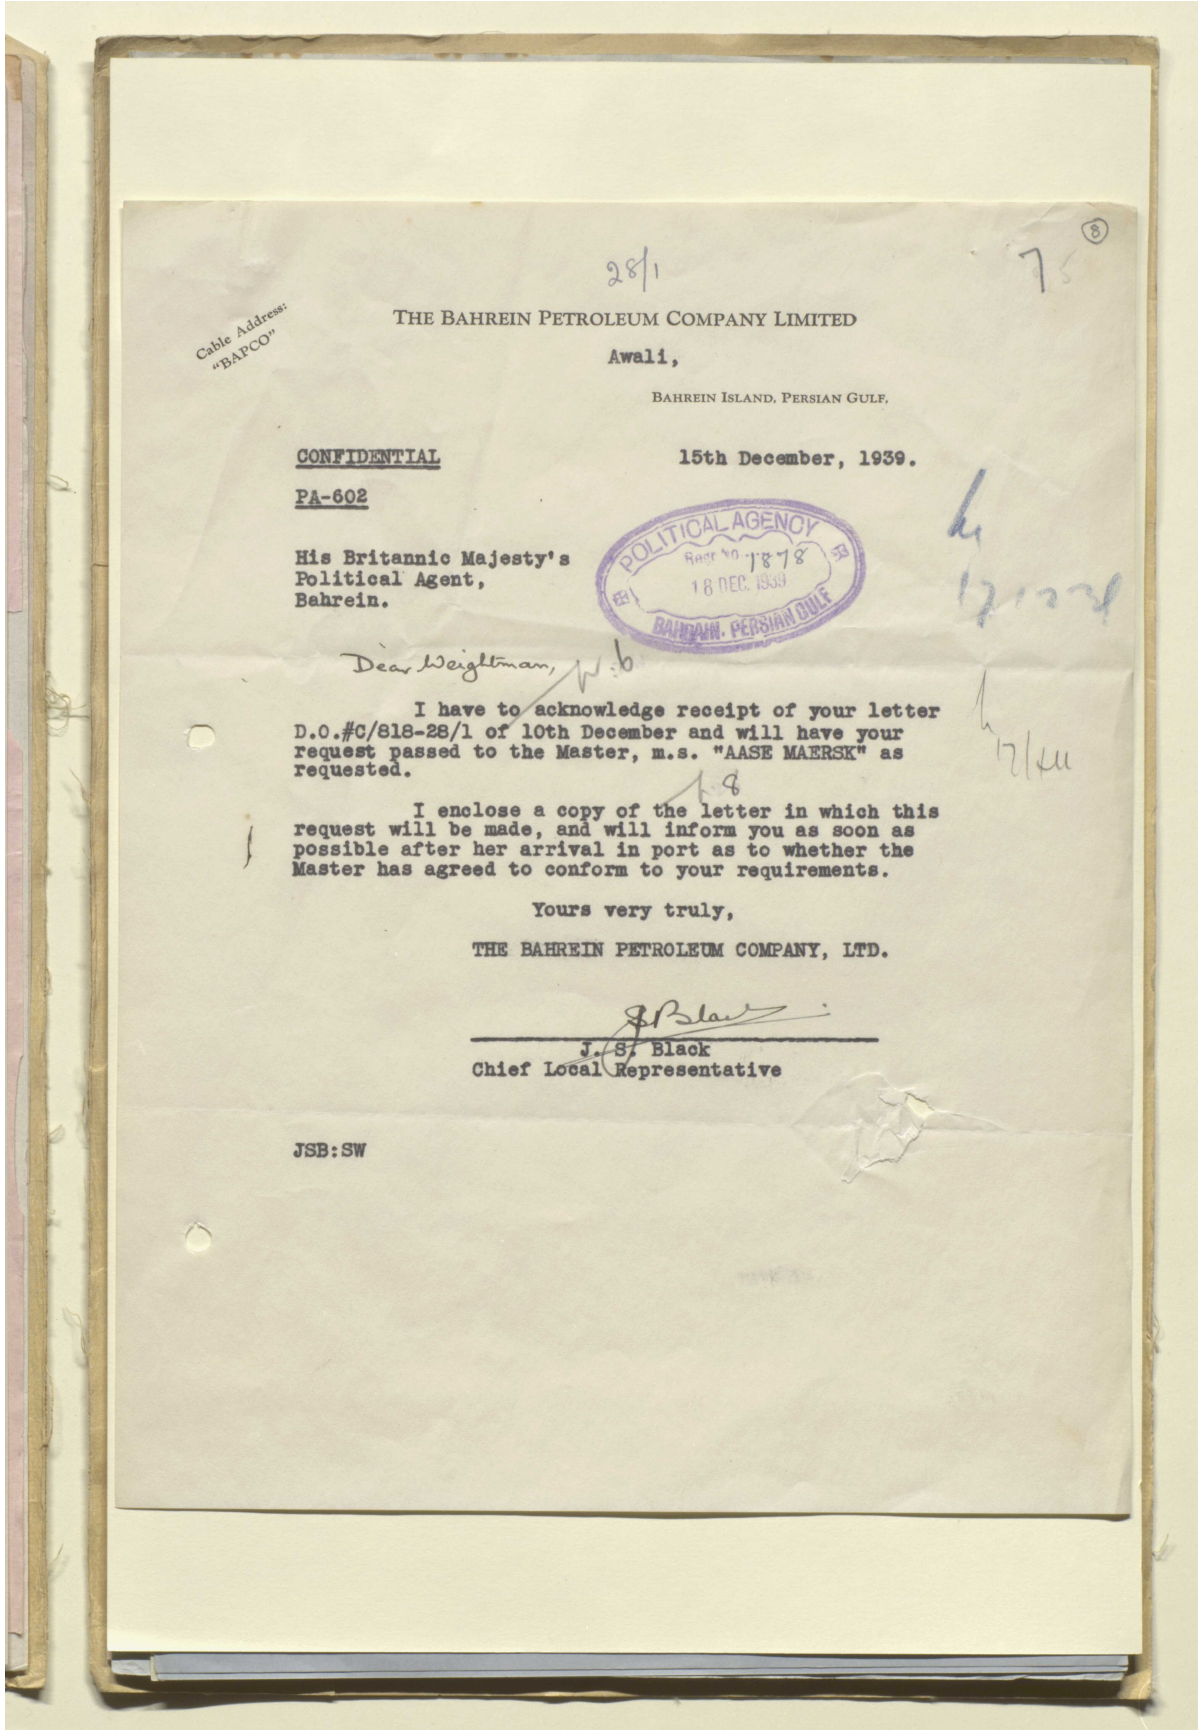 8
7
28/1
Cable Address:
"BAPCO"
THE BAHREIN PETROLEUM COMPANY LIMITED
Awali,
BAHREIN ISLAND, PERSIAN GULF,
CONFIDENTIAL
15th December, 1939.
PA-602
POLITICAL AGENCY
Regr No. 1878
18 DEC. 1939
BAHRAIN. PERSIAN GULF
His Britannic Majesty's
Political Agent,
Bahrein.
Dear Weightman,
p. 6
I have to acknowledge receipt of your letter
D.O.#C/818-28/1 of 10th December and will have your
request passed to the Master, m.s. "AASE MAERSK" as
requested.
17/XII
p. 8
I enclose a copy of the letter in which this
request will be made, and will inform you as soon as
possible after her arrival in port as to whether the
Master has agreed to conform to your requirements.
Yours very truly,
THE BAHREIN PETROLEUM COMPANY, LTD.
JSBlack
J. S. Black
Chief Local Representative
JSB:SW